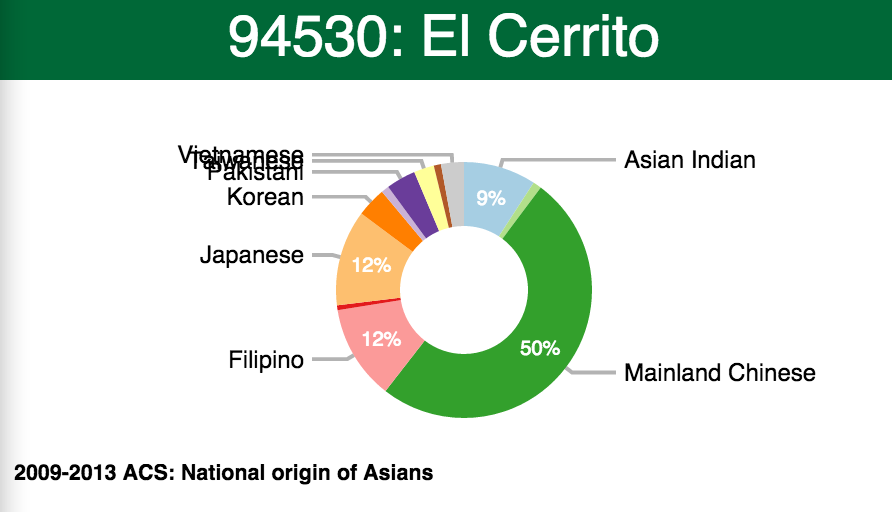 94530: El Cerrito
Vietnamese
Taiwanese
Pakistani
Korean
Japanese
Filipino
Asian Indian
Mainland Chinese
9%
12%
12%
50%
2009-2013 ACS: National origin of Asians